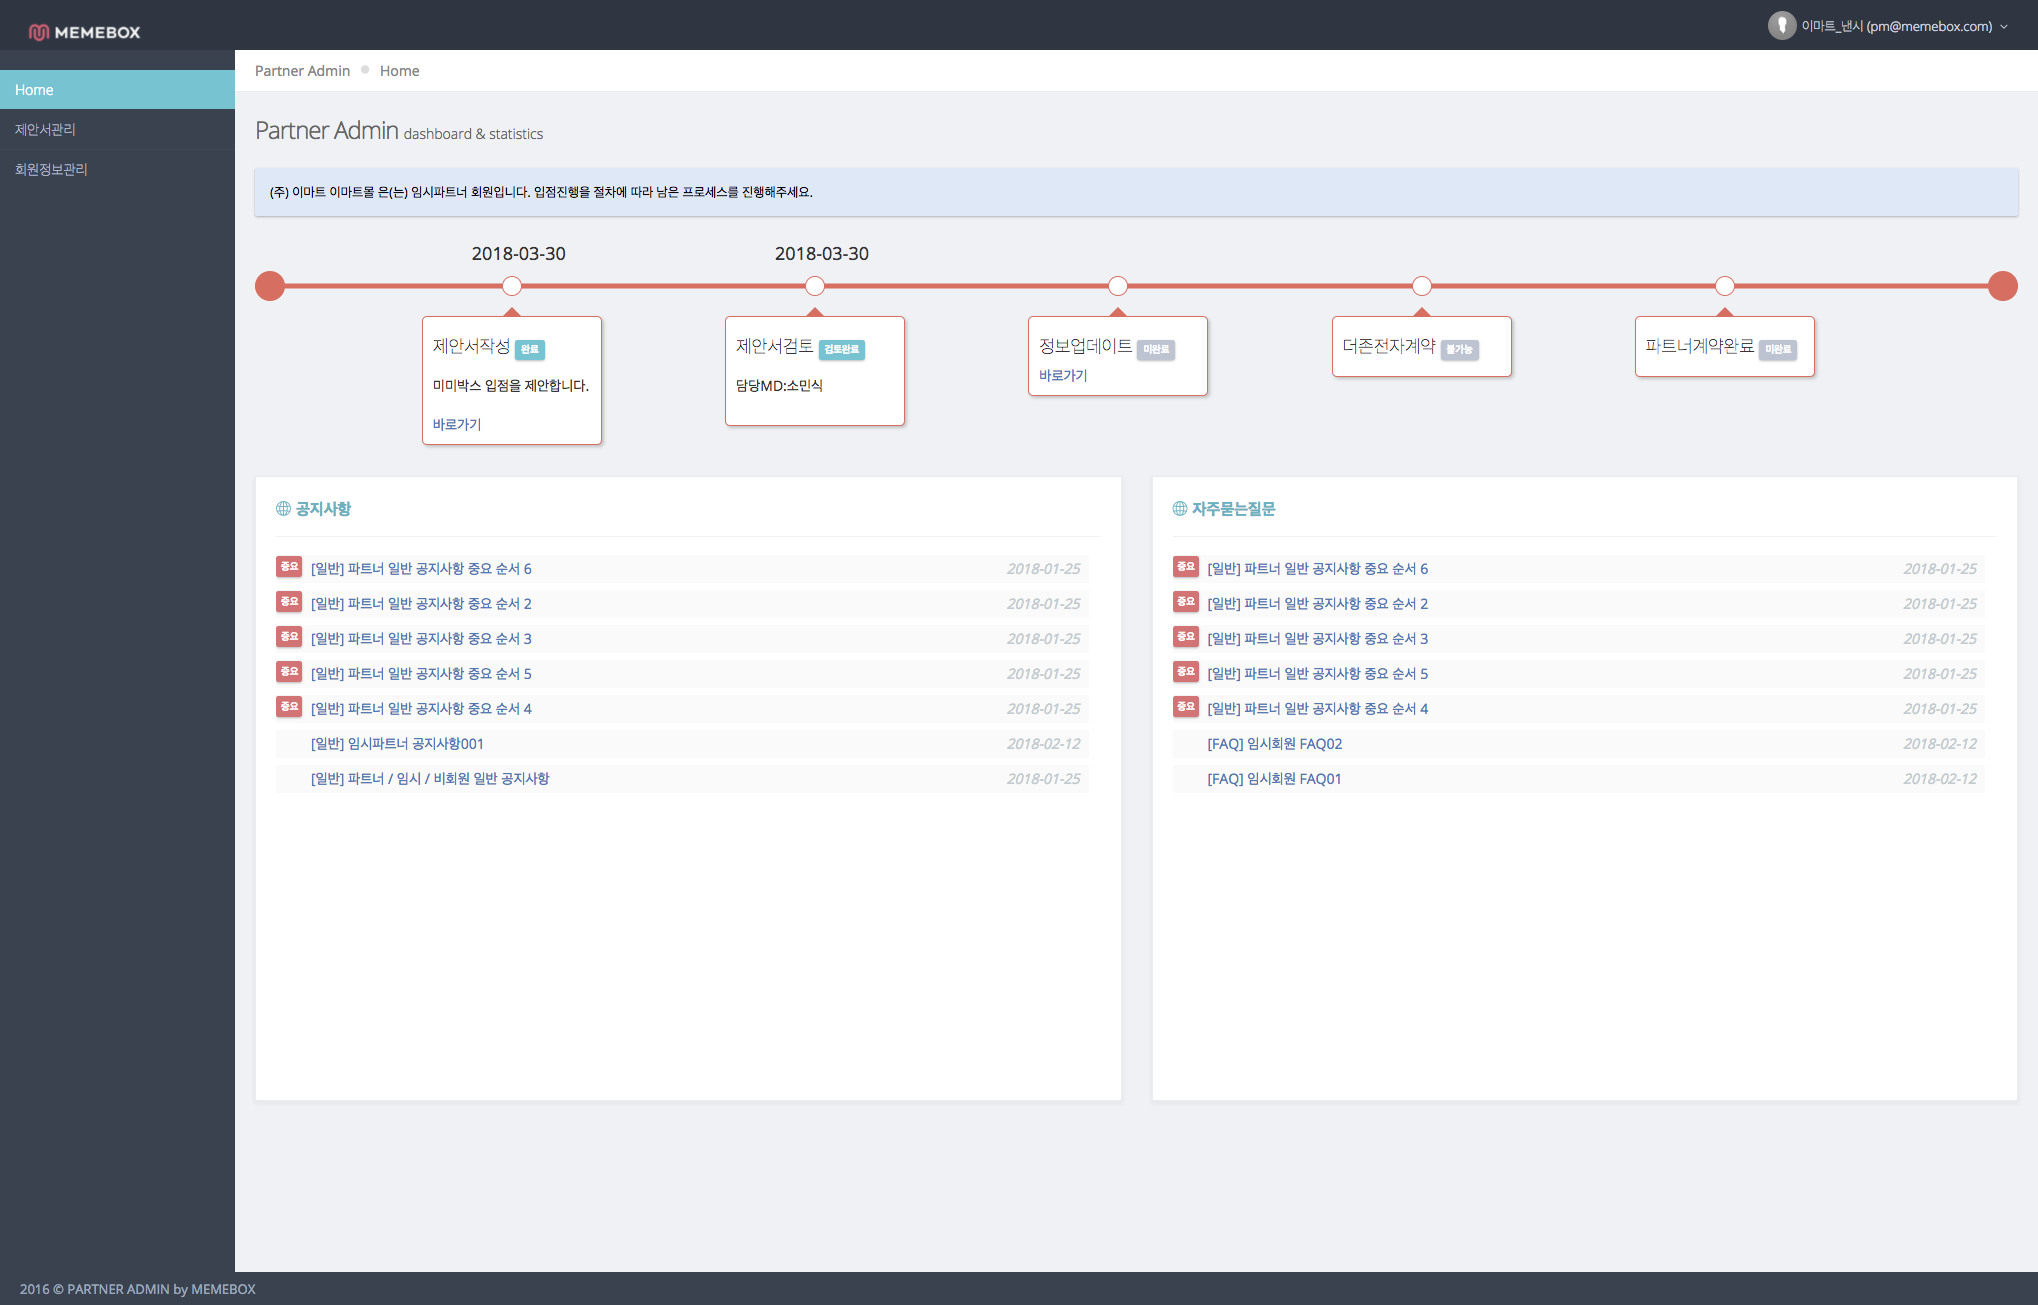 MEMEBOX
이마트_낸시 (pm@memebox.com)
Partner Admin Home
Home
제안서관리
회원정보관리
Partner Admin dashboard & statistics
(주) 이마트 이마트몰 은(는) 임시파트너 회원입니다. 입점진행을 절차에 따라 남은 프로세스를 진행해주세요.
2018-03-30
2018-03-30
제안서작성 완료
미미박스 입점을 제안합니다.
바로가기
제안서검토 검토완료
담당MD:소민식
정보업데이트 미완료
바로가기
더존전자계약 불가능
파트너계약완료 미완료
공지사항
중요 [일반] 파트너 일반 공지사항 중요 순서 6 2018-01-25
중요 [일반] 파트너 일반 공지사항 중요 순서 2 2018-01-25
중요 [일반] 파트너 일반 공지사항 중요 순서 3 2018-01-25
중요 [일반] 파트너 일반 공지사항 중요 순서 5 2018-01-25
중요 [일반] 파트너 일반 공지사항 중요 순서 4 2018-01-25
[일반] 임시파트너 공지사항001 2018-02-12
[일반] 파트너 / 임시 / 비회원 일반 공지사항 2018-01-25
자주묻는질문
중요 [일반] 파트너 일반 공지사항 중요 순서 6 2018-01-25
중요 [일반] 파트너 일반 공지사항 중요 순서 2 2018-01-25
중요 [일반] 파트너 일반 공지사항 중요 순서 3 2018-01-25
중요 [일반] 파트너 일반 공지사항 중요 순서 5 2018-01-25
중요 [일반] 파트너 일반 공지사항 중요 순서 4 2018-01-25
[FAQ] 임시회원 FAQ02 2018-02-12
[FAQ] 임시회원 FAQ01 2018-02-12
2016 © PARTNER ADMIN by MEMEBOX